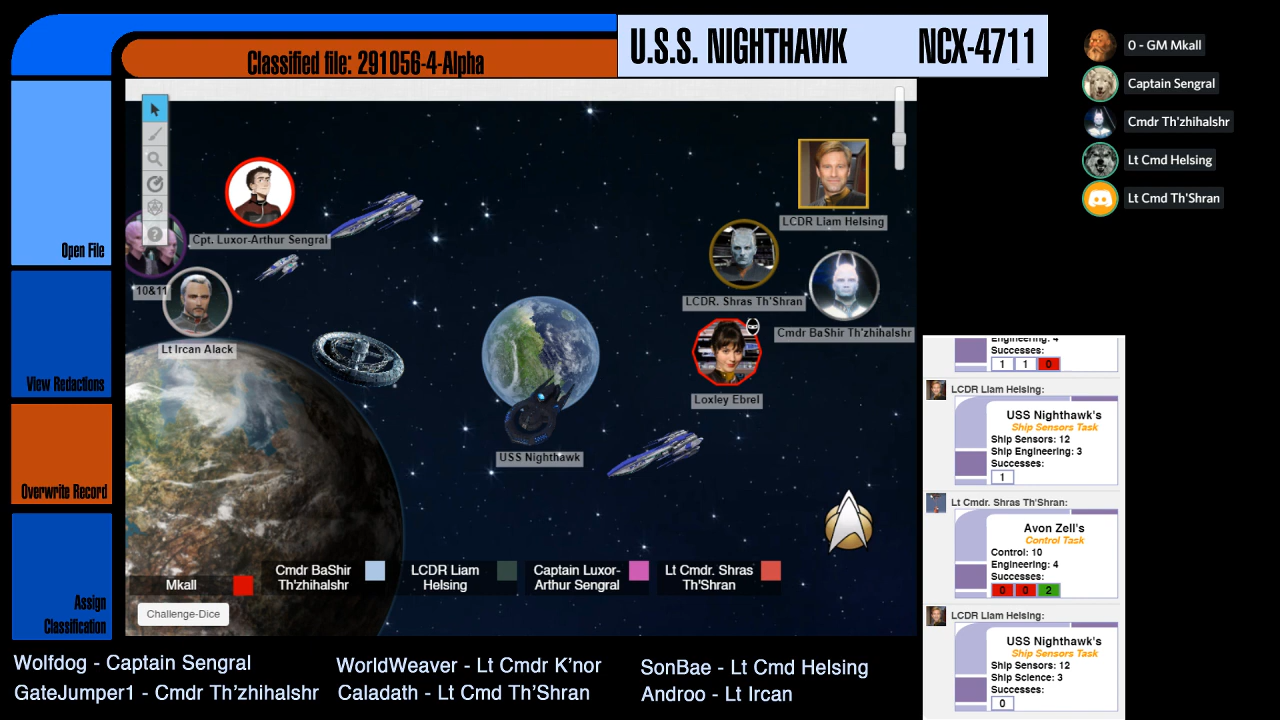 Classified file: 291056-4-Alpha
U.S.S. NIGHTHAWK NCX-4711
0 - GM Mkall
Captain Sengral
Cmdr Th'zhihalshr
Lt Cmd Helsing
Lt Cmd Th'Shran
Open File
View Redactions
Overwrite Record
Assign
Classification
Cpt. Luxor-Arthur Sengral
10&11
Lt Ircan Alack
LCDR Liam Helsing
LCDR. Shras Th'Shran
Cmdr BaShir Th'zhihalshr
Loxley Ebrel
USS Nighthawk
Mkall
Cmdr BaShir
Th'zhihalshr
LCDR Liam
Helsing
Captain Luxor-
Arthur Sengral
Lt Cmdr. Shras
Th'Shran
Challenge-Dice
Engineering: 4
Successes:
1 1 0
LCDR Liam Helsing:
USS Nighthawk's
Ship Sensors Task
Ship Sensors: 12
Ship Engineering: 3
Successes:
1
Lt Cmdr. Shras Th'Shran:
Avon Zell's
Control Task
Control: 10
Engineering: 4
Successes:
0 0 2
LCDR Liam Helsing:
USS Nighthawk's
Ship Sensors Task
Ship Sensors: 12
Ship Science: 3
Successes:
0
Wolfdog - Captain Sengral
WorldWeaver - Lt Cmdr K'nor
SonBae - Lt Cmd Helsing
GateJumper1 - Cmdr Th'zhihalshr
Caladath - Lt Cmd Th'Shran
Androo - Lt Ircan